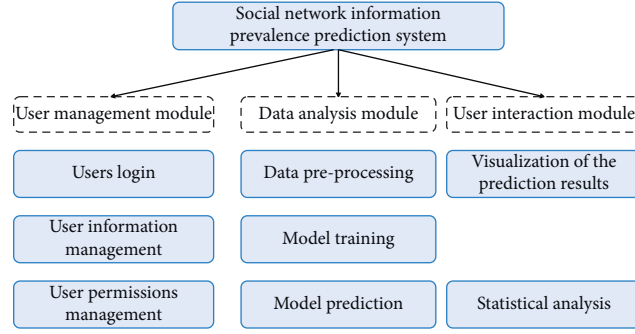 Social network information
prevalence prediction system
User management module
Data analysis module
User interaction module
Users login
Data pre-processing
Visualization of the
prediction results
User information
management
Model training
User permissions
management
Model prediction
Statistical analysis